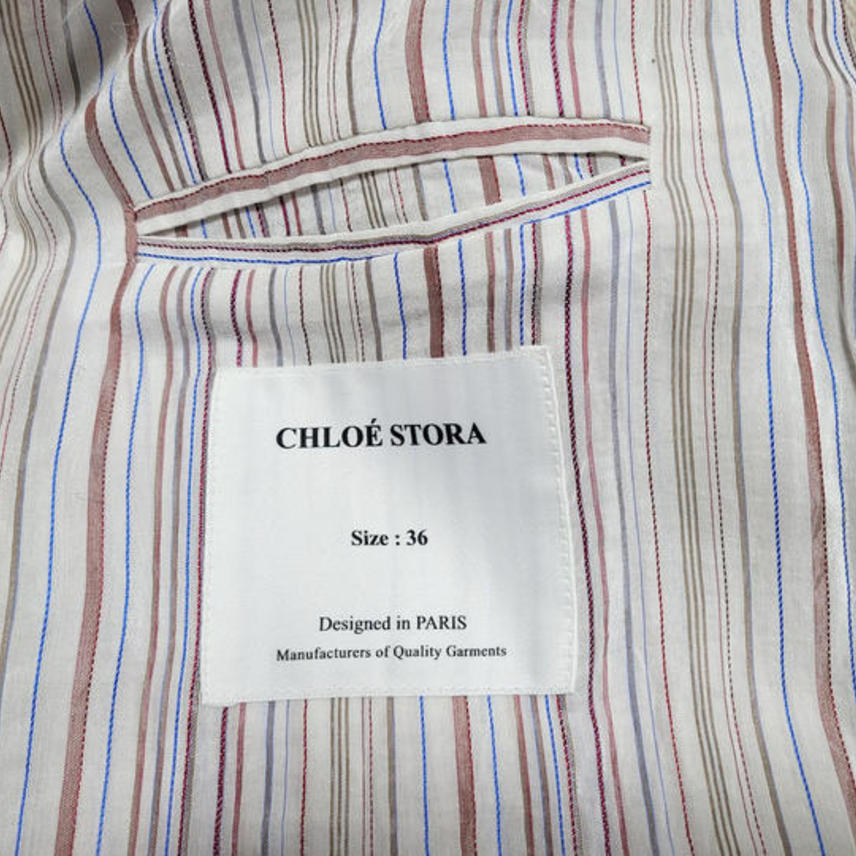 CHLOÉ STORA
Size : 36
Designed in PARIS
Manufacturers of Quality Garments